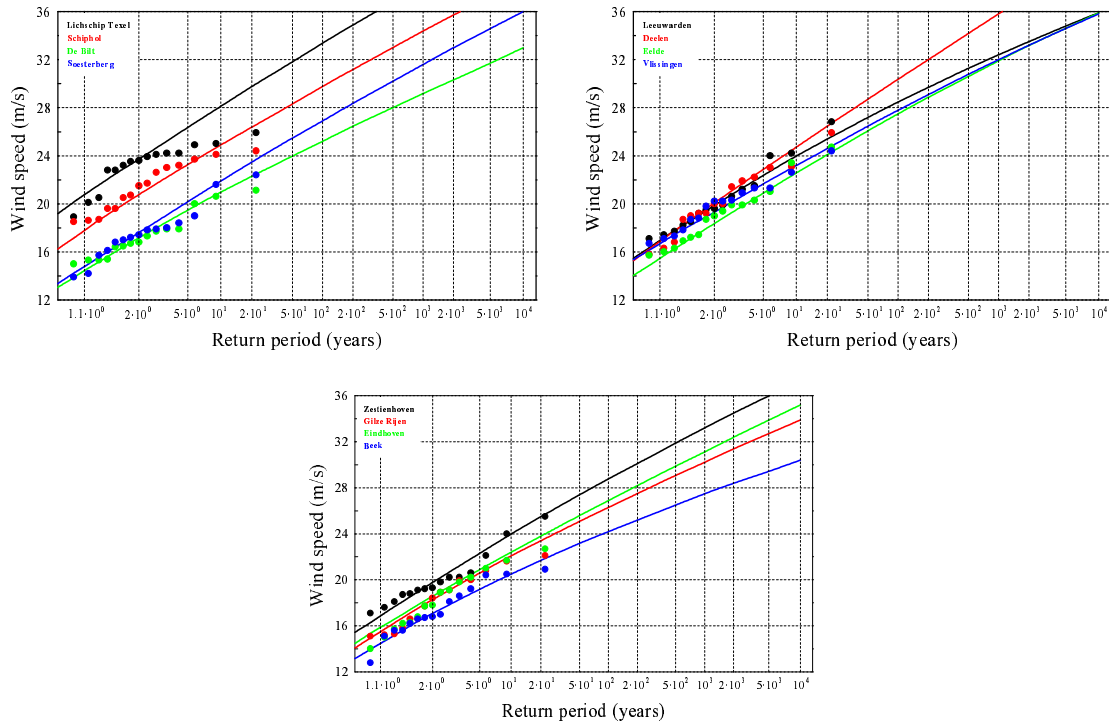 Lichschip Texel
Schiphol
De Bilt
Soesterberg
36
32
28
24
20
16
12
Wind speed (m/s)
1.1·10⁰ 2·10⁰ 5·10⁰ 10¹ 2·10¹ 5·10¹ 10² 2·10² 5·10² 10³ 2·10³ 5·10³ 10⁴
Return period (years)
Leeuwarden
Deelen
Eelde
Vlissingen
36
32
28
24
20
16
12
Wind speed (m/s)
1.1·10⁰ 2·10⁰ 5·10⁰ 10¹ 2·10¹ 5·10¹ 10² 2·10² 5·10² 10³ 2·10³ 5·10³ 10⁴
Return period (years)
Zestienhoven
Gilze Rijen
Eindhoven
Beek
36
32
28
24
20
16
12
Wind speed (m/s)
1.1·10⁰ 2·10⁰ 5·10⁰ 10¹ 2·10¹ 5·10¹ 10² 2·10² 5·10² 10³ 2·10³ 5·10³ 10⁴
Return period (years)